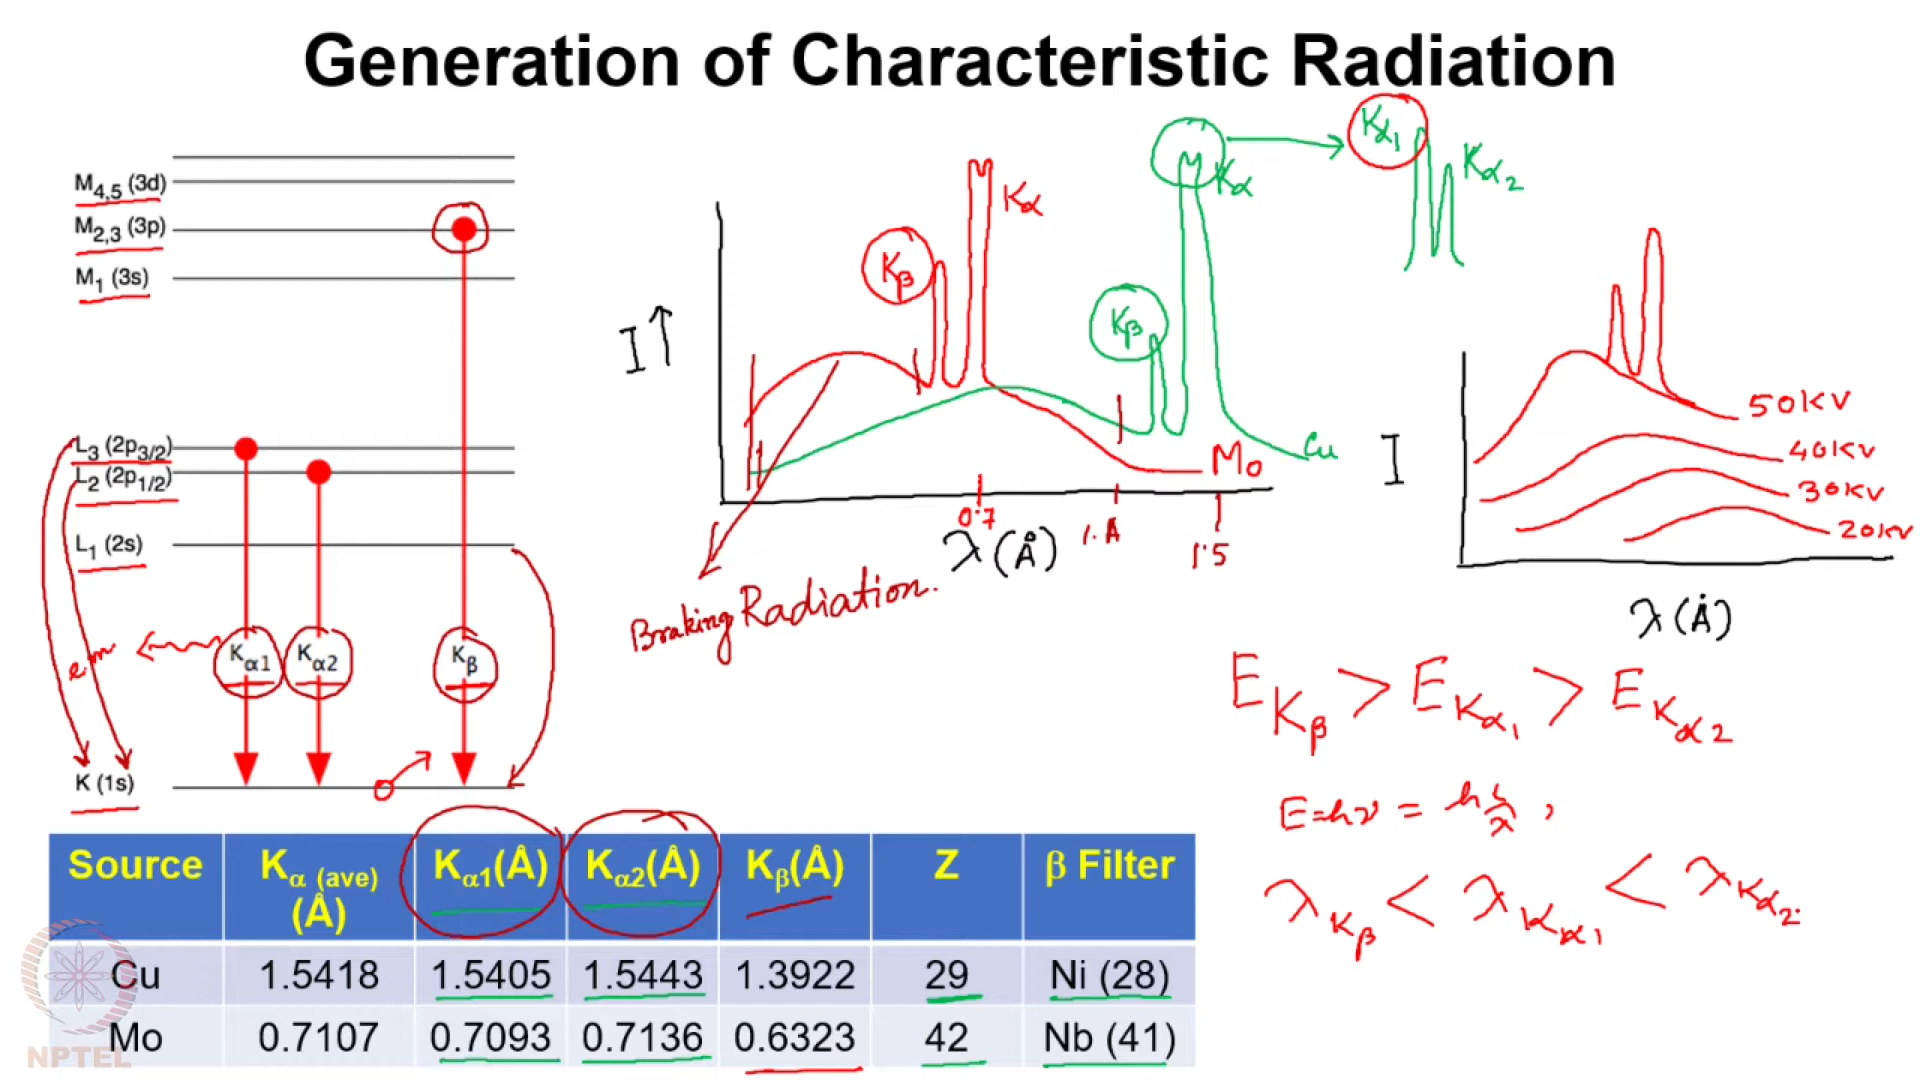 Generation of Characteristic Radiation
M4,5 (3d)
M2,3 (3p)
M1 (3s)
L3 (2p3/2)
L2 (2p1/2)
L1 (2s)
em
Kα1
Kα2
Kβ
K (1s)
I↑
Kβ
Kα
Kβ
Kα
Kα1
Kα2
Mo
Cu
0.7
1.A
1.5
λ(Å)
Braking Radiation.
I
50KV
40KV
30KV
20KV
λ(Å)
EKβ > EKα1 > EKα2
E=hν = hc/λ,
λKβ < λKα1 < λKα2.
Source Kα (ave) (Å) Kα1(Å) Kα2(Å) Kβ(Å) Z β Filter
Cu 1.5418 1.5405 1.5443 1.3922 29 Ni (28)
Mo 0.7107 0.7093 0.7136 0.6323 42 Nb (41)
NPTEL